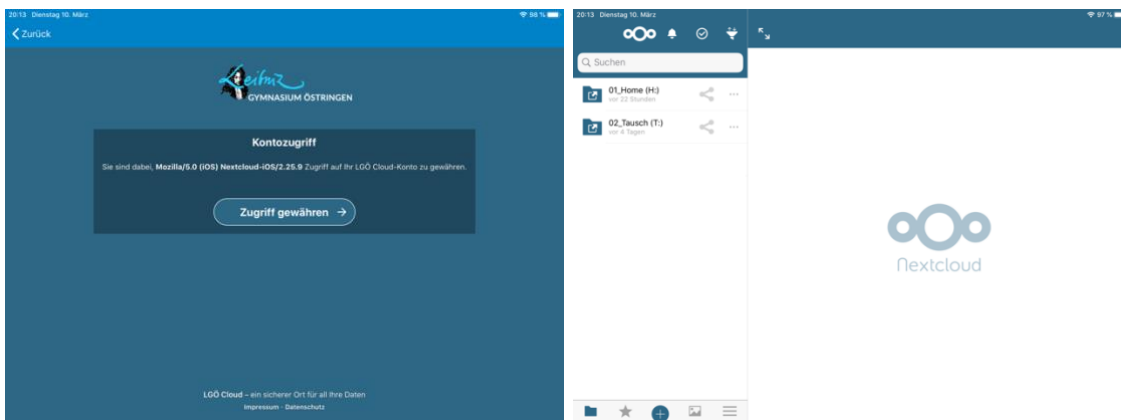 20:13 Dienstag 10. März
98 %
Zurück
Leibniz
GYMNASIUM ÖSTRINGEN
Kontozugriff
Sie sind dabei, Mozilla/5.0 (iOS) Nextcloud-iOS/2.25.9 Zugriff auf Ihr LGÖ Cloud-Konto zu gewähren.
Zugriff gewähren →
LGÖ Cloud – ein sicherer Ort für all Ihre Daten
Impressum · Datenschutz
20:13 Dienstag 10. März
97 %
Suchen
01_Home (H:)
vor 22 Stunden
02_Tausch (T:)
vor 4 Tagen
Nextcloud